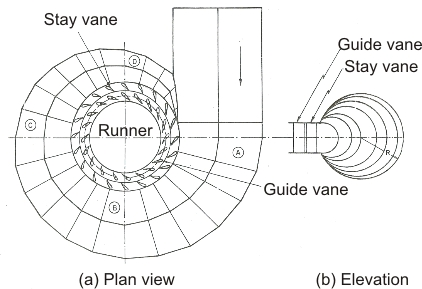 Stay vane
D
Guide vane
Stay vane
C
Runner
A
R
Guide vane
B
(a) Plan view
(b) Elevation